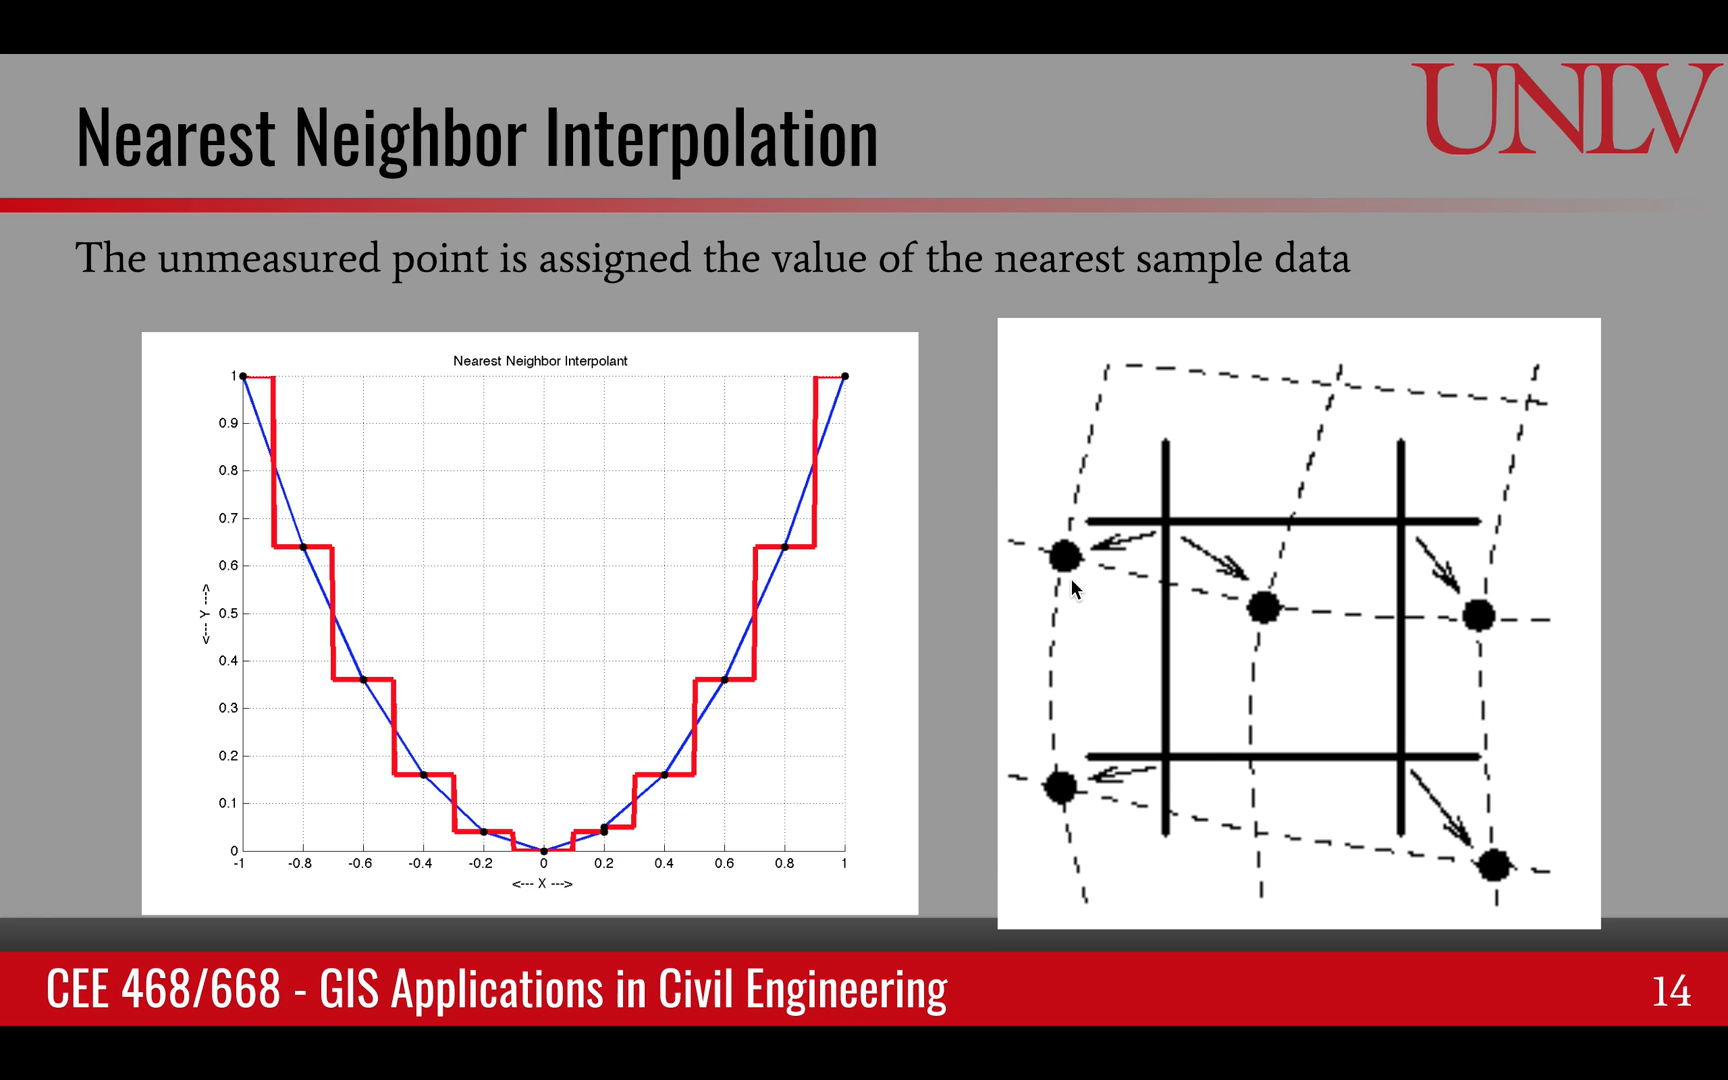 UNLV
Nearest Neighbor Interpolation
The unmeasured point is assigned the value of the nearest sample data
Nearest Neighbor Interpolant
1
0.9
0.8
0.7
0.6
0.5
0.4
0.3
0.2
0.1
0
<--- Y --->
-1 -0.8 -0.6 -0.4 -0.2 0 0.2 0.4 0.6 0.8 1
<--- X --->
CEE 468/668 - GIS Applications in Civil Engineering
14